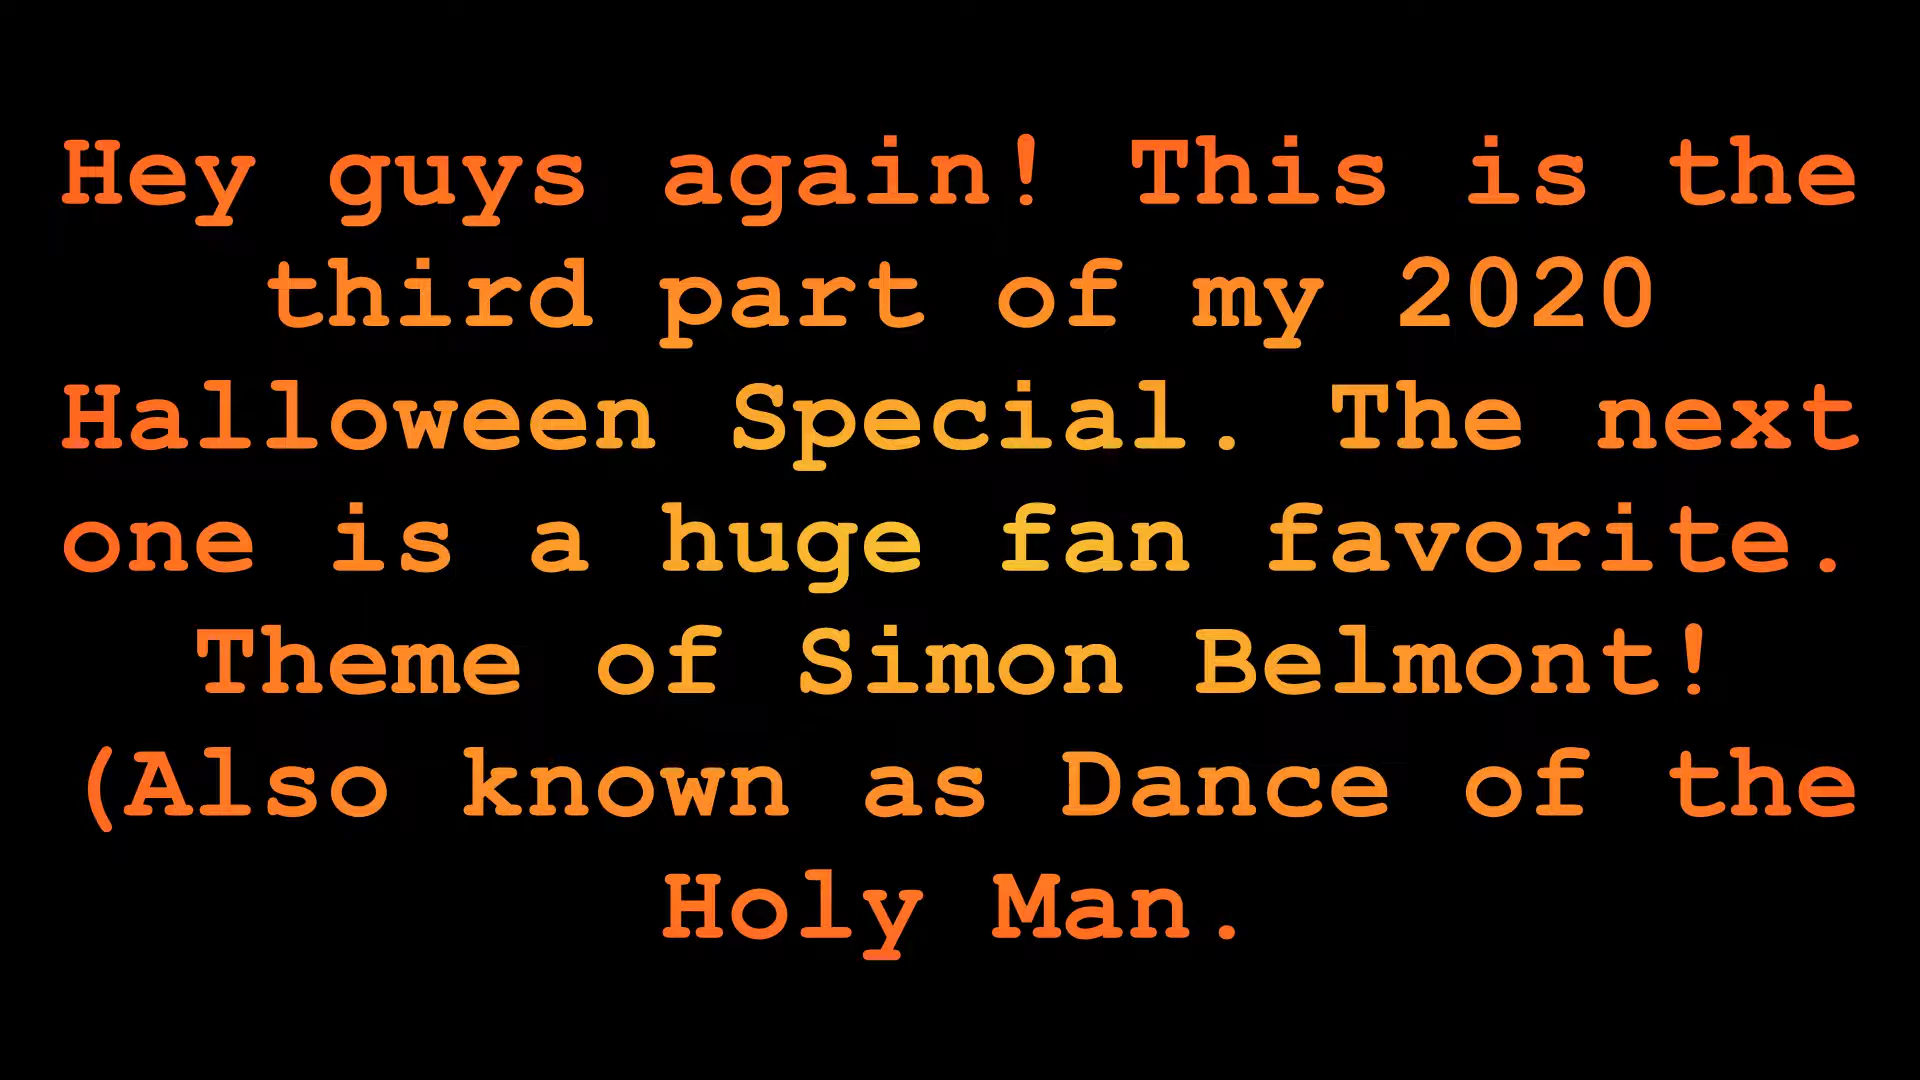 Hey guys again! This is the
third part of my 2020
Halloween Special. The next
one is a huge fan favorite.
Theme of Simon Belmont!
(Also known as Dance of the
Holy Man.